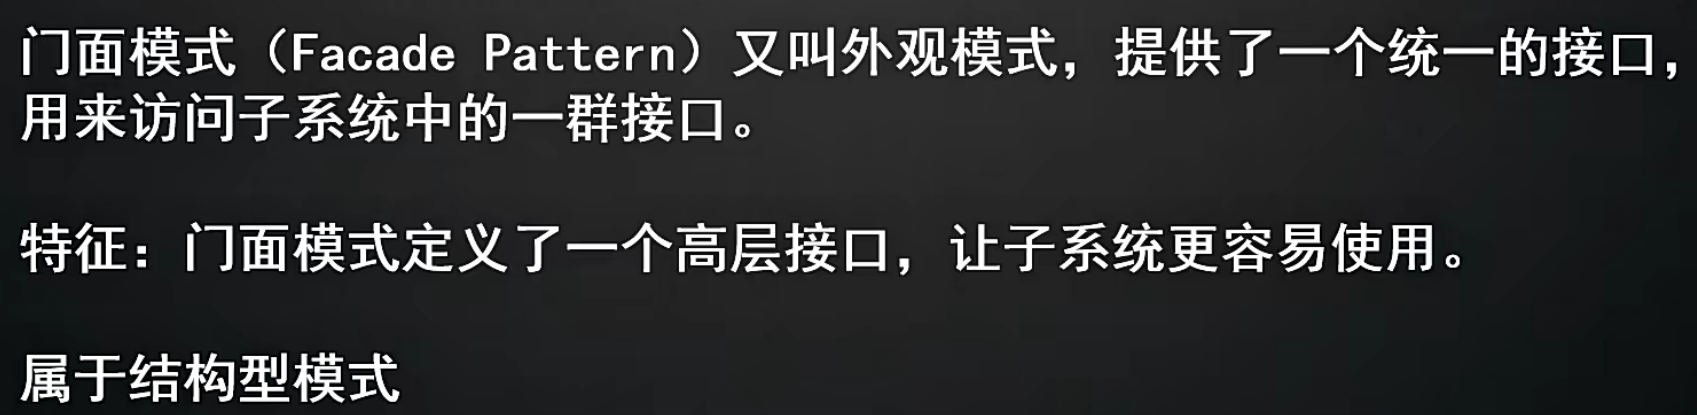 门面模式（Facade Pattern）又叫外观模式，提供了一个统一的接口，
用来访问子系统中的一群接口。
特征：门面模式定义了一个高层接口，让子系统更容易使用。
属于结构型模式